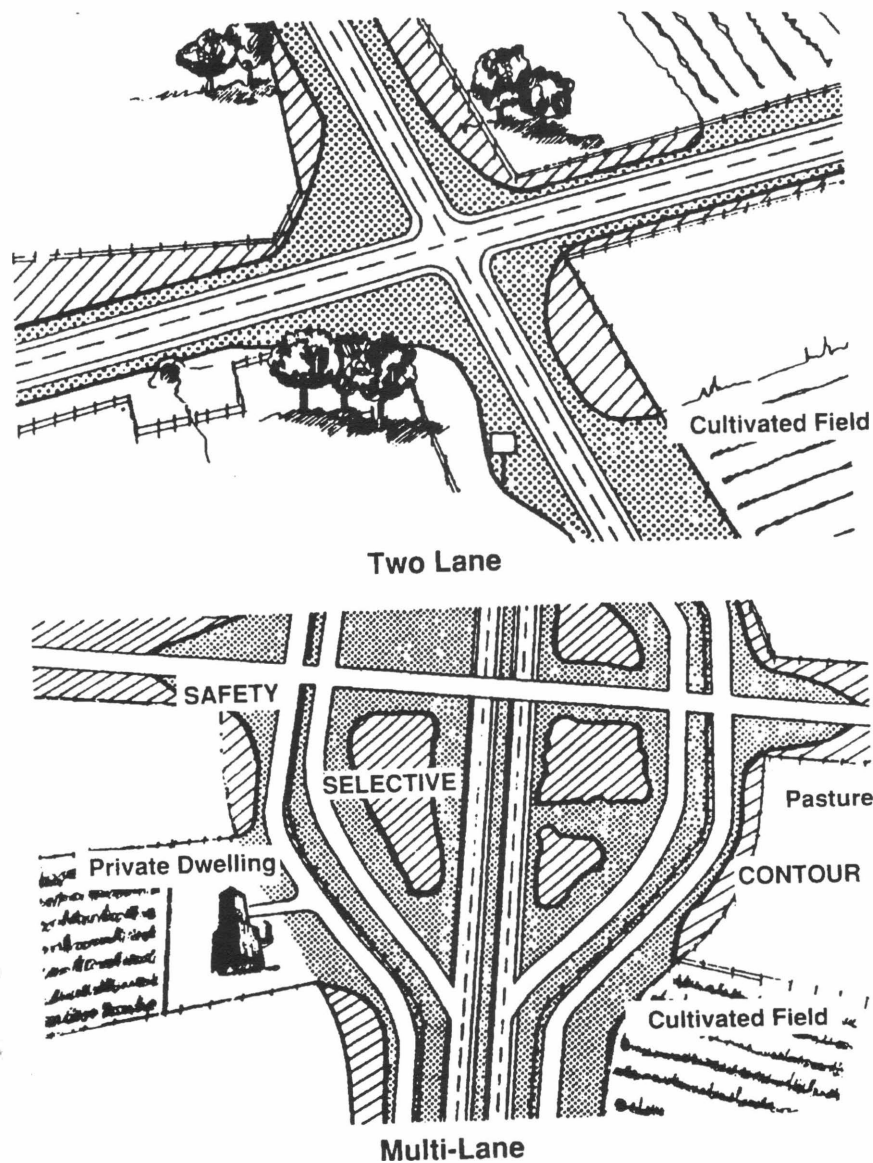 Cultivated Field
Two Lane
SAFETY
SELECTIVE
Pasture
Private Dwelling
CONTOUR
Cultivated Field
Multi-Lane